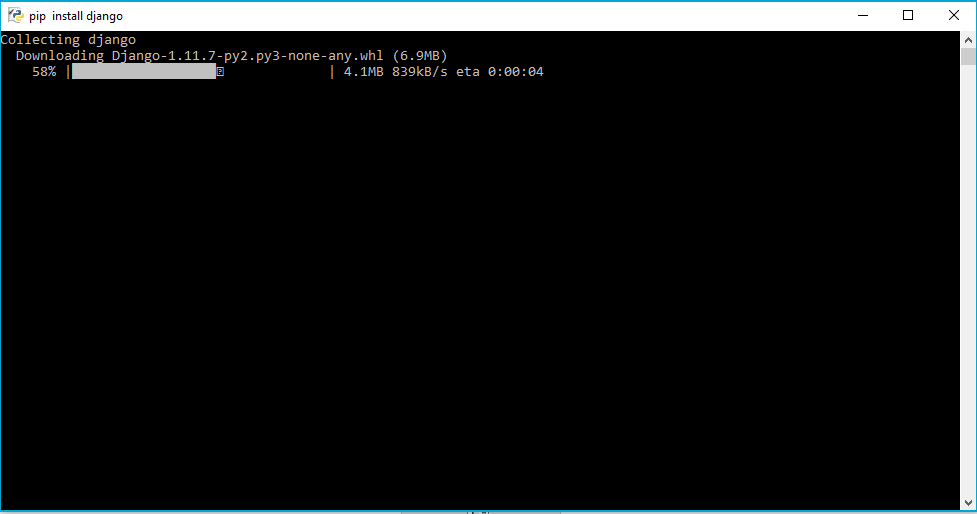 pip install django
Collecting django
Downloading Django-1.11.7-py2.py3-none-any.whl (6.9MB)
58% | | 4.1MB 839kB/s eta 0:00:04